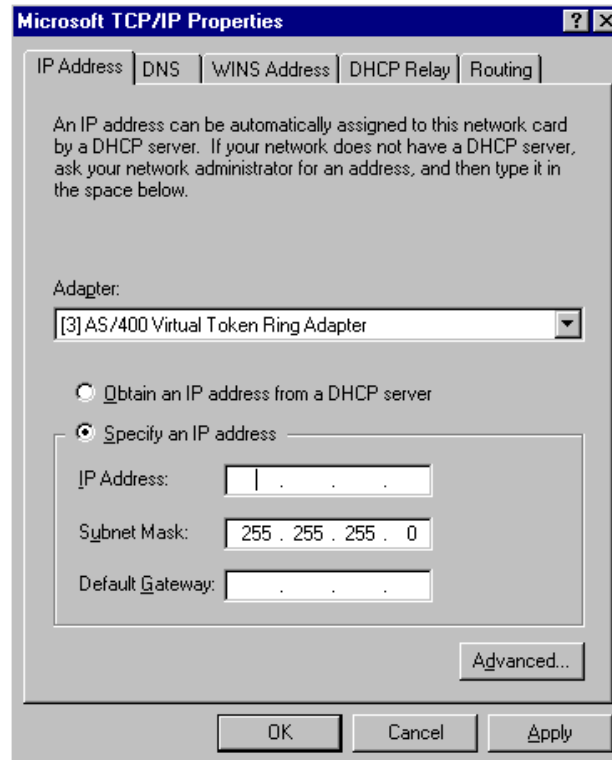 Microsoft TCP/IP Properties
IP Address DNS WINS Address DHCP Relay Routing
An IP address can be automatically assigned to this network card
by a DHCP server. If your network does not have a DHCP server,
ask your network administrator for an address, and then type it in
the space below.
Adapter:
[3] AS/400 Virtual Token Ring Adapter
Obtain an IP address from a DHCP server
Specify an IP address
IP Address: . . .
Subnet Mask: 255 . 255 . 255 . 0
Default Gateway: . . .
Advanced...
OK Cancel Apply